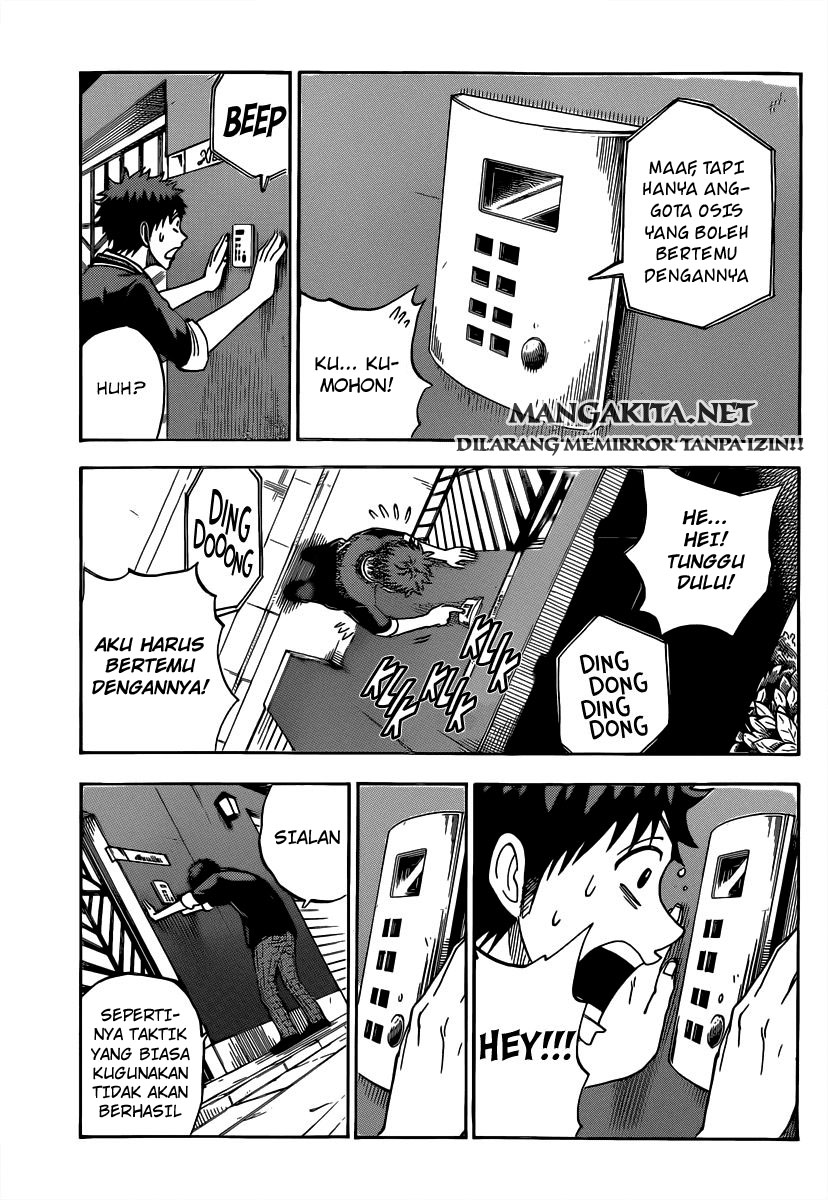 MAAF, TAPI
HANYA ANG-
GOTA OSIS
YANG BOLEH
BERTEMU
DENGANNYA
KU... KU-
MOHON!
BEEP
HUH?
MANGAKITA.NET
DILARANG MEMIRROR TANPA IZIN!!
HE...
HEI!
TUNGGU
DULU!
DING
DONG
DING
DONG
KLIK
KLIK
KLIK
KLIK
DING
DOOONG
AKU HARUS
BERTEMU
DENGANNYA!
HEY!!!
SIALAN
SEPERTI-
NYA TAKTIK
YANG BIASA
KUGUNAKAN
TIDAK AKAN
BERHASIL